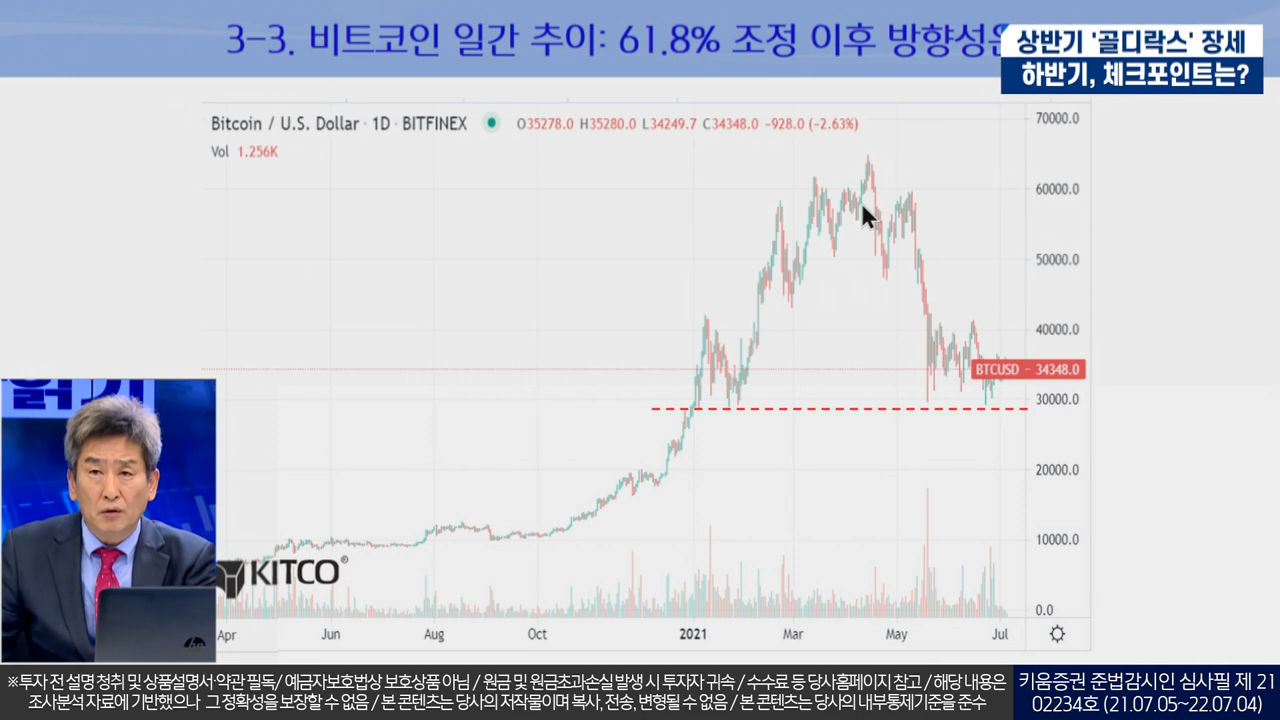 3-3. 비트코인 일간 추이: 61.8% 조정 이후 방향성은
상반기 '골디락스' 장세
하반기, 체크포인트는?
Bitcoin / U.S. Dollar · 1D · BITFINEX O35278.0 H35280.0 L34249.7 C34348.0 -928.0 (-2.63%)
Vol 1.256K
70000.0
60000.0
50000.0
40000.0
BTCUSD - 34348.0
30000.0
20000.0
10000.0
0.0
KITCO®
Apr Jun Aug Oct 2021 Mar May Jul
읽기
hp
※투자 전 설명 청취 및 상품설명서·약관 필독/ 예금자보호법상 보호상품 아님 / 원금 및 원금초과손실 발생 시 투자자 귀속 / 수수료 등 당사홈페이지 참고 / 해당 내용은
조사분석 자료에 기반했으나 그 정확성을 보장할 수 없음 / 본 콘텐츠는 당사의 저작물이며 복사, 전송, 변형될 수 없음 / 본 콘텐츠는 당사의 내부통제기준을 준수
키움증권 준법감시인 심사필 제 21
02234호 (21.07.05~22.07.04)